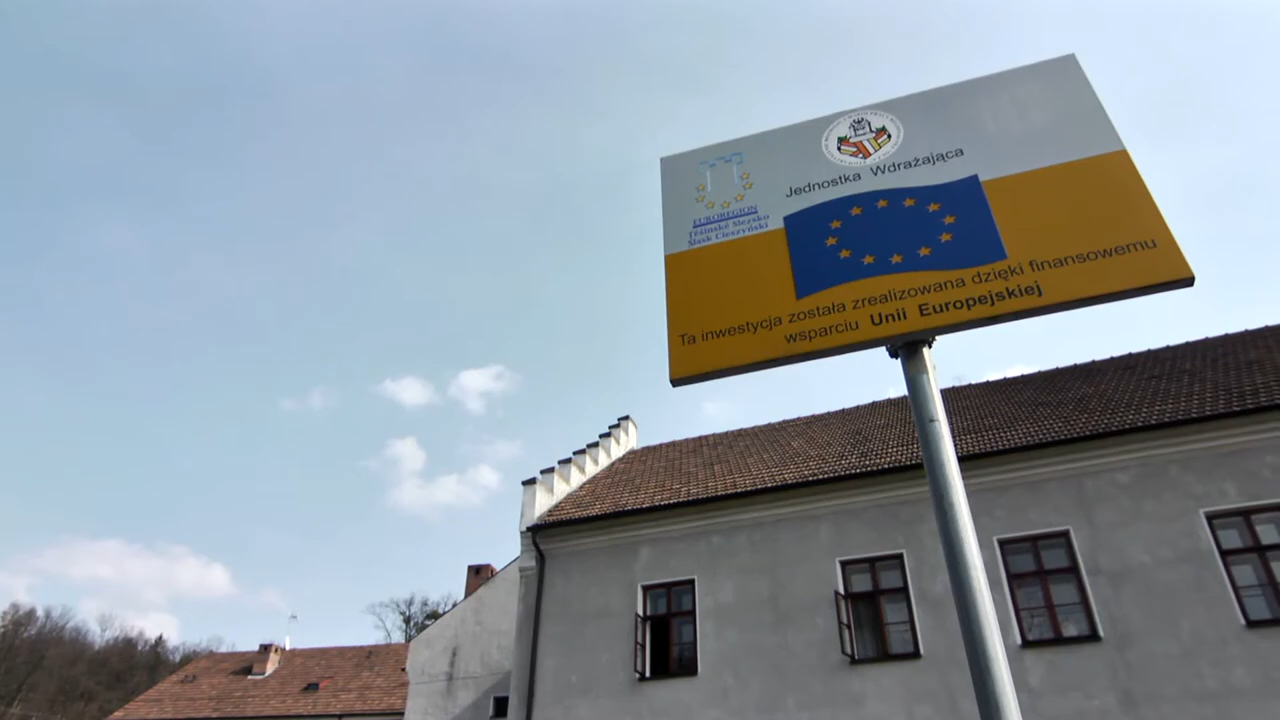 Jednostka Wdrażająca
EUROREGION
Těšínské Slezsko
Śląsk Cieszyński
Ta inwestycja została zrealizowana dzięki finansowemu
wsparciu Unii Europejskiej